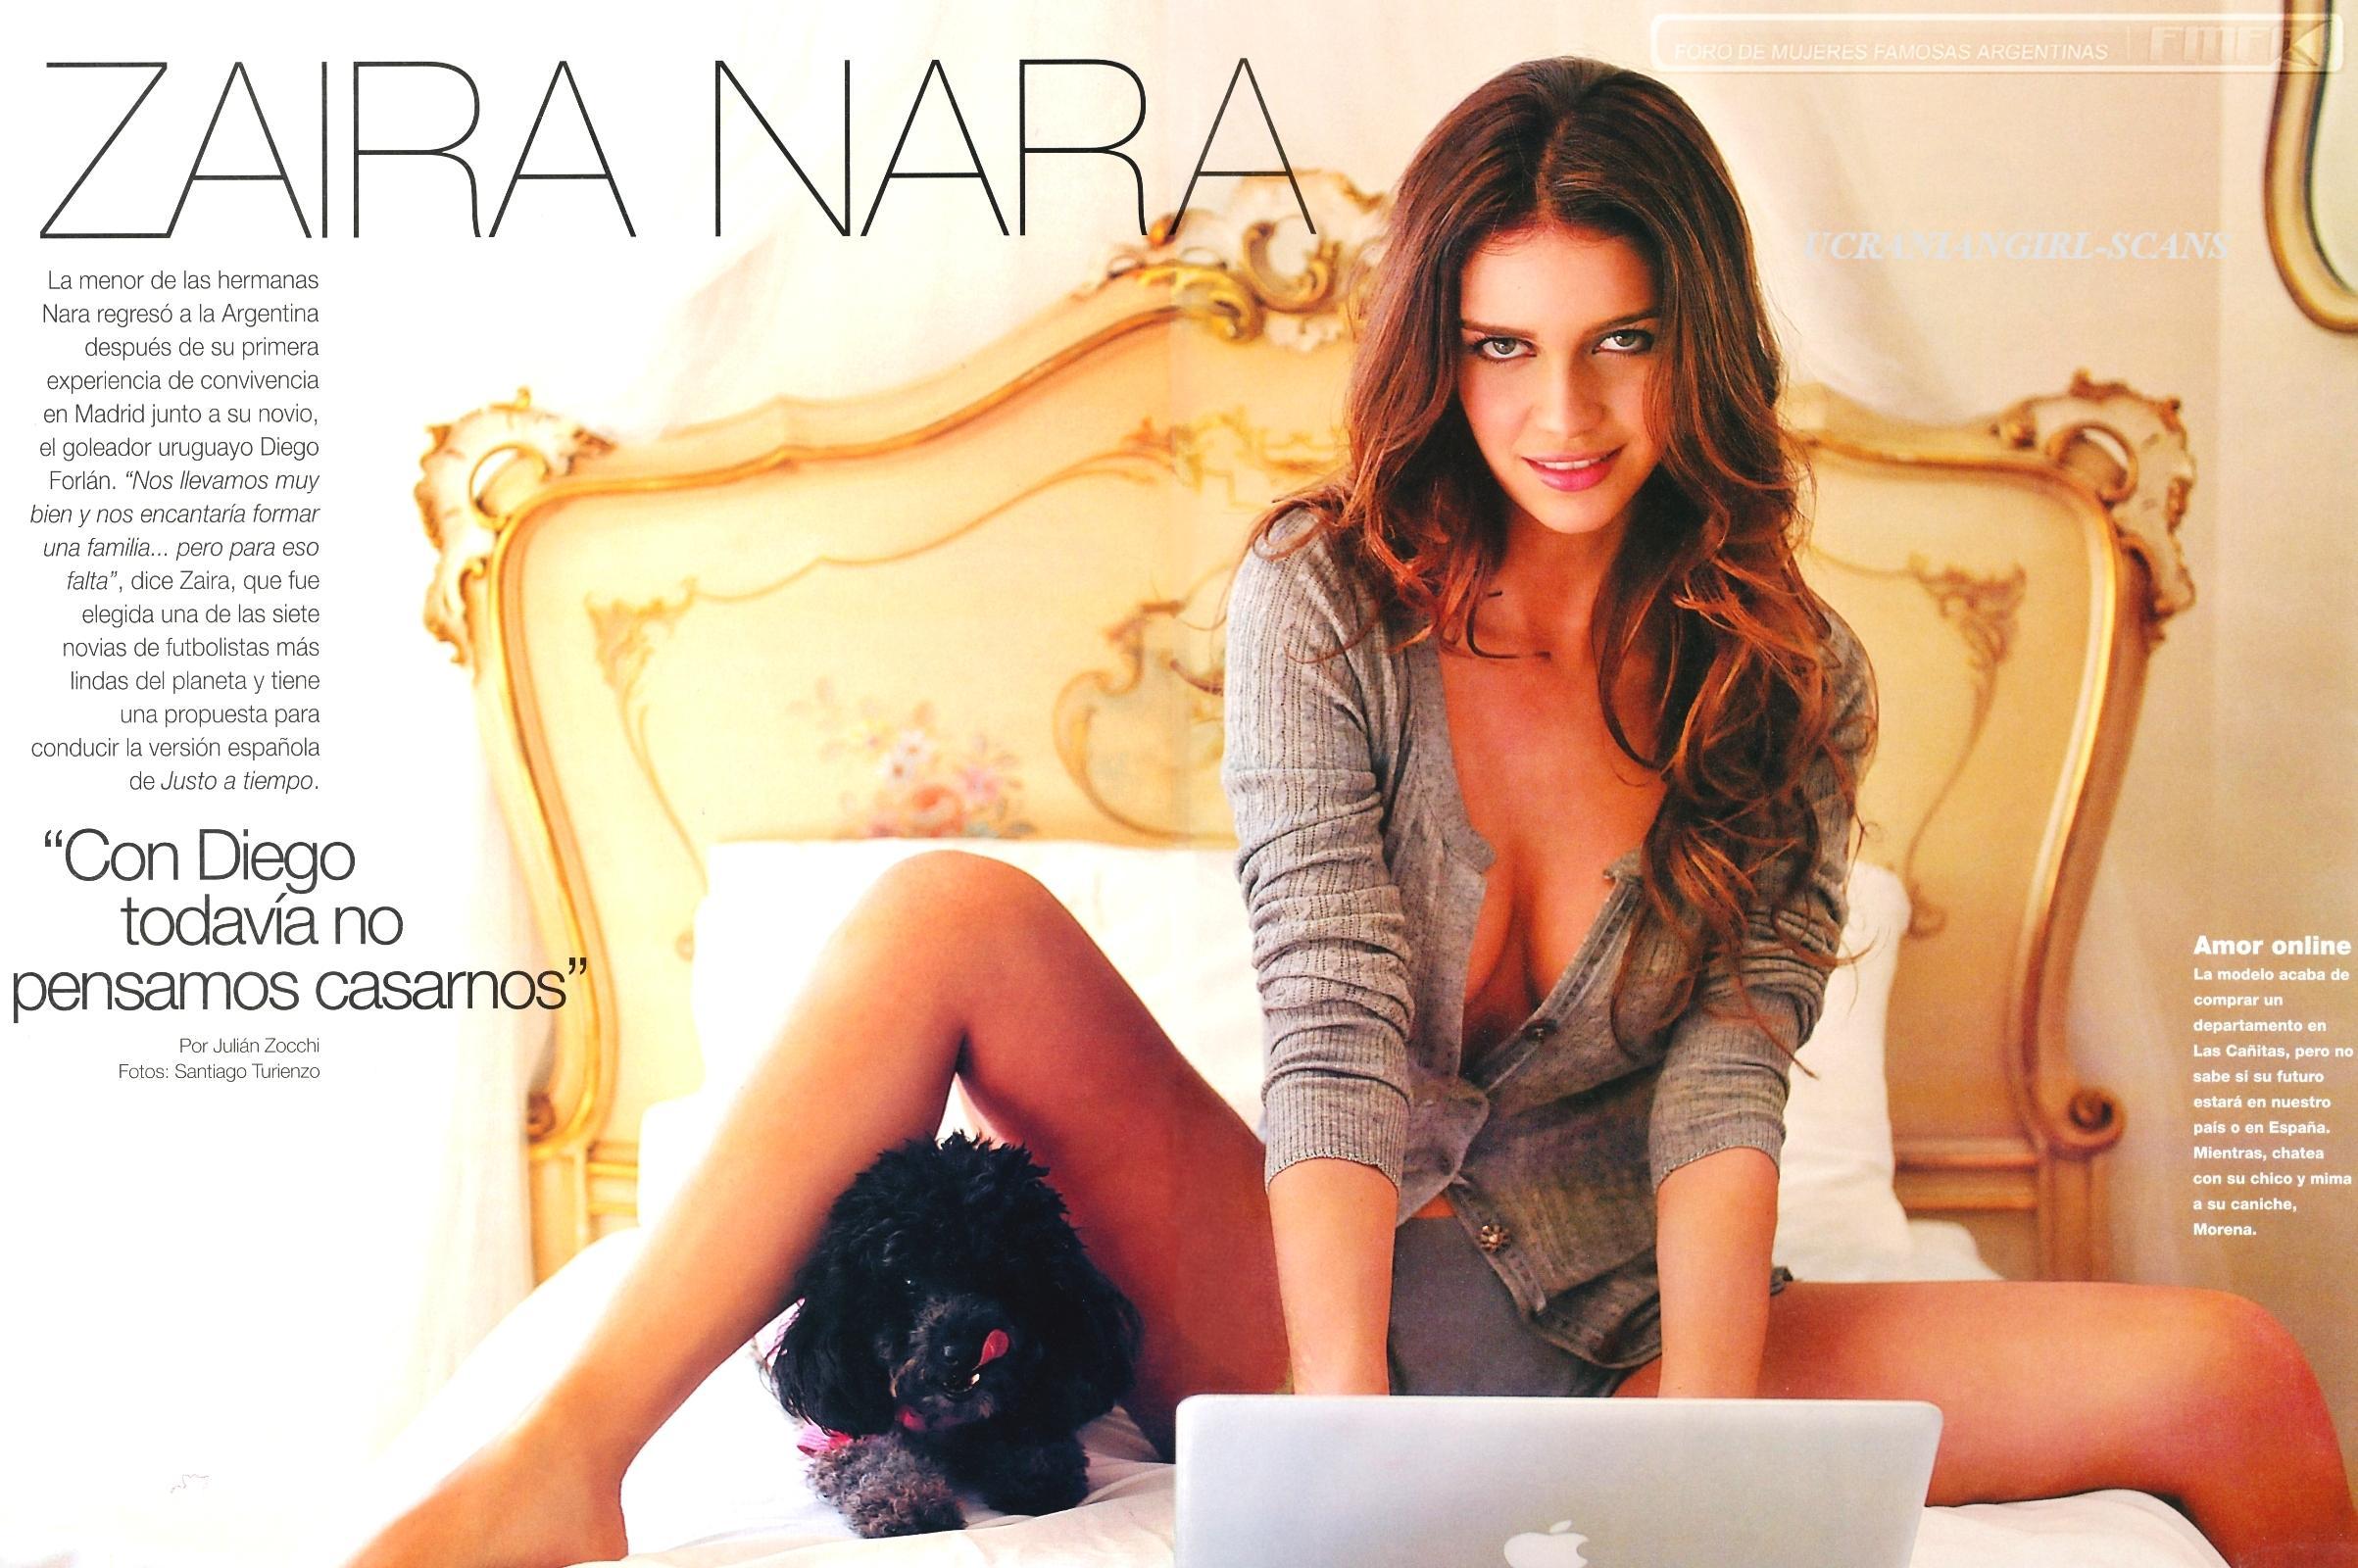 FORO DE MUJERES FAMOSAS ARGENTINAS
ZAIRA NARA
UCRANIANGIRL-SCANS
La menor de las hermanas
Nara regresó a la Argentina
después de su primera
experiencia de convivencia
en Madrid junto a su novio,
el goleador uruguayo Diego
Forlán. “Nos llevamos muy
bien y nos encantaría formar
una familia... pero para eso
falta”, dice Zaira, que fue
elegida una de las siete
novias de futbolistas más
lindas del planeta y tiene
una propuesta para
conducir la versión española
de Justo a tiempo.
“Con Diego
todavía no
pensamos casarnos”
Por Julián Zocchi
Fotos: Santiago Turienzo
Amor online
La modelo acaba de
comprar un
departamento en
Las Cañitas, pero no
sabe si su futuro
estará en nuestro
país o en España.
Mientras, chatea
con su chico y mima
a su caniche,
Morena.